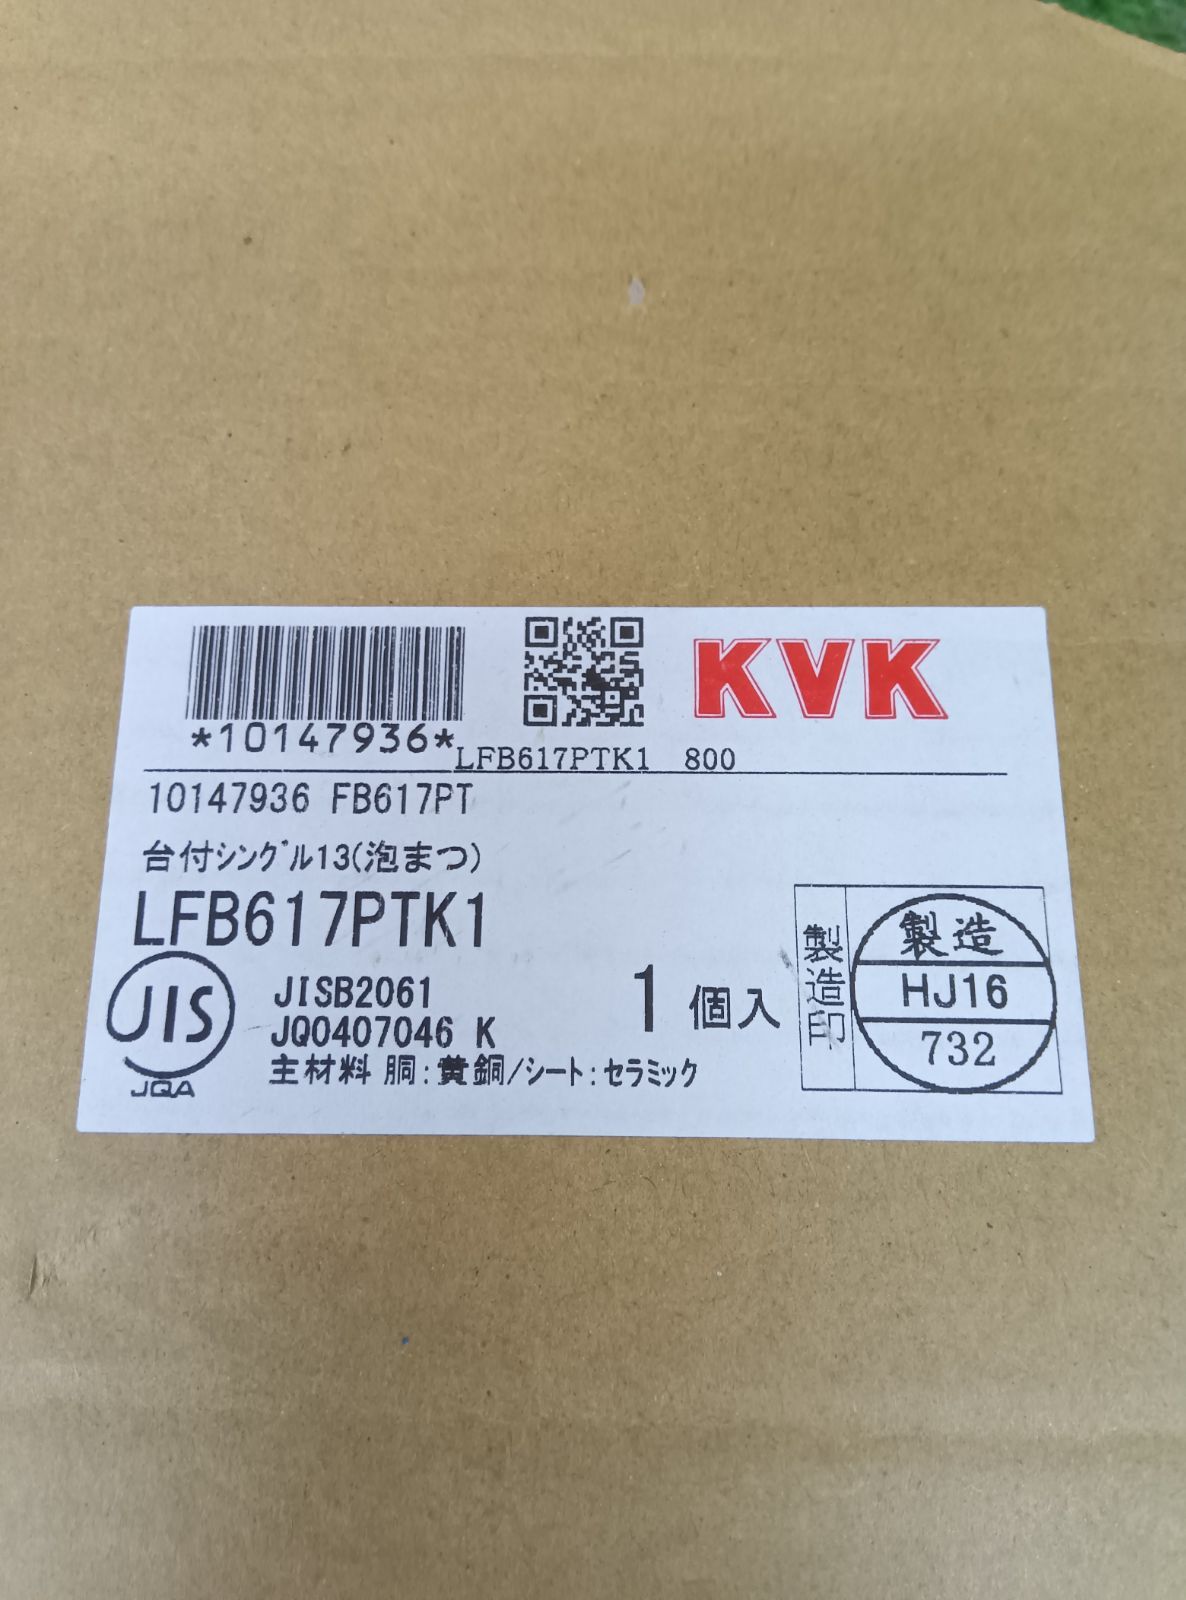 KVK
*10147936*
LFB617PTK1 800
10147936 FB617PT
台付シングル13(泡まつ)
LFB617PTK1
JIS
JQA
JISB2061
JQ0407046 K
主材料 胴:黄銅/シート:セラミック
1 個入
製造印
製造
HJ16
732